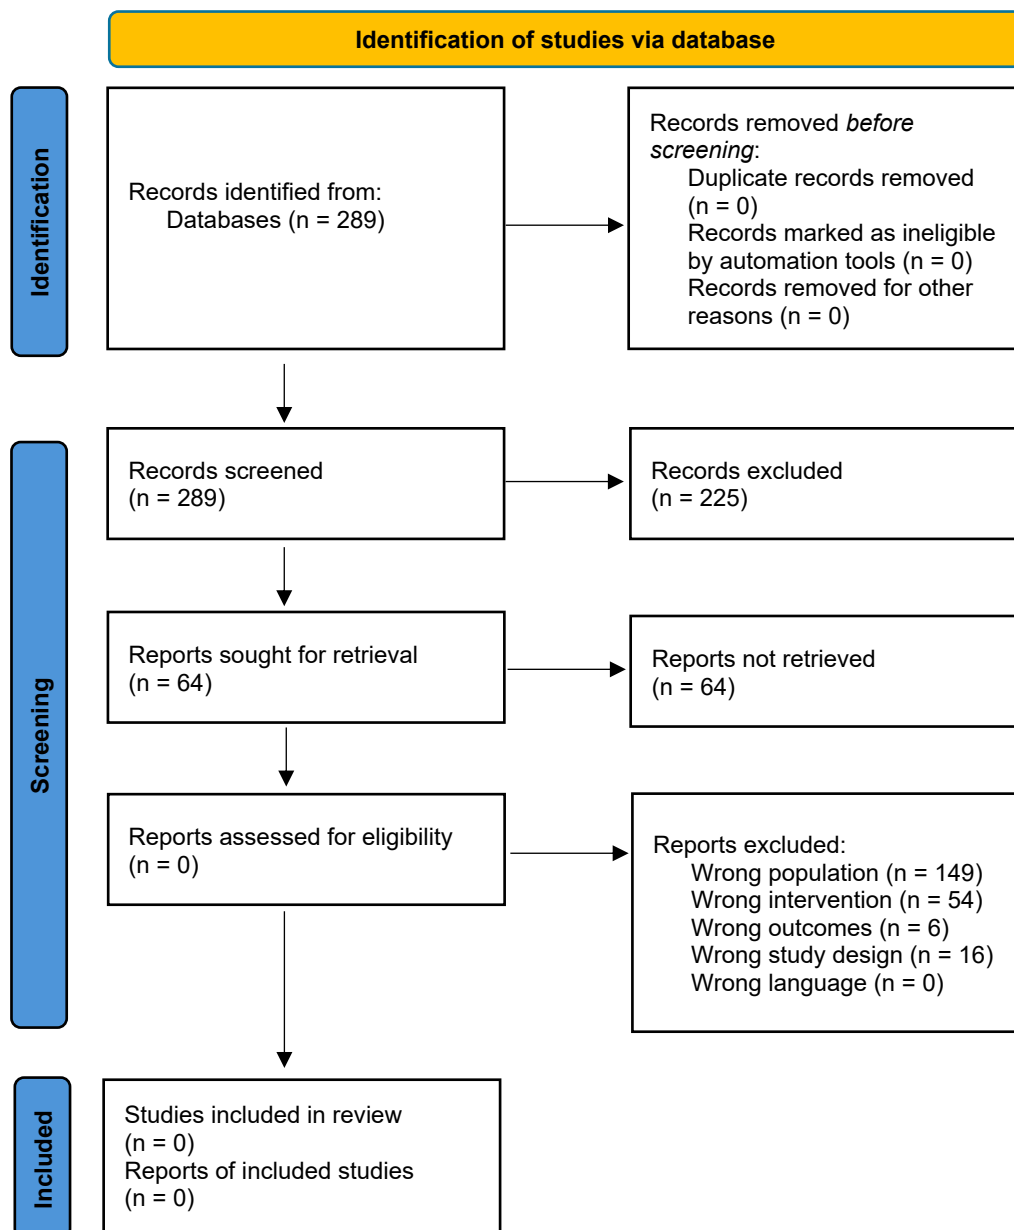 Identification of studies via database
Identification
Records identified from:
Databases (n = 289)
Records removed before
screening:
Duplicate records removed
(n = 0)
Records marked as ineligible
by automation tools (n = 0)
Records removed for other
reasons (n = 0)
Screening
Records screened
(n = 289)
Records excluded
(n = 225)
Reports sought for retrieval
(n = 64)
Reports not retrieved
(n = 64)
Reports assessed for eligibility
(n = 0)
Reports excluded:
Wrong population (n = 149)
Wrong intervention (n = 54)
Wrong outcomes (n = 6)
Wrong study design (n = 16)
Wrong language (n = 0)
Included
Studies included in review
(n = 0)
Reports of included studies
(n = 0)